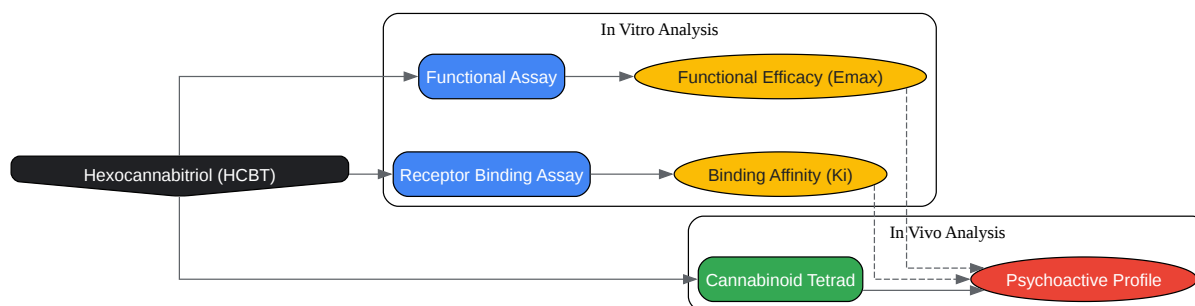 In Vitro Analysis
Functional Assay
Functional Efficacy (Emax)
Hexocannabitriol (HCBT)
Receptor Binding Assay
Binding Affinity (Ki)
In Vivo Analysis
Cannabinoid Tetrad
Psychoactive Profile